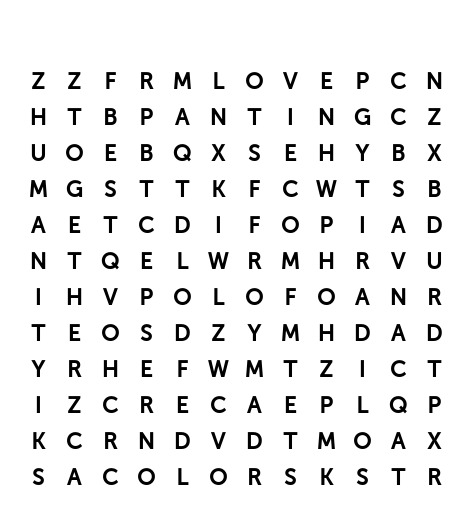 Z Z F R M L O V E P C N
H T B P A N T I N G C Z
U O E B Q X S E H Y B X
M G S T T K F C W T S B
A E T C D I F O P I A D
N T Q E L W R M H R V U
I H V P O L O F O A N R
T E O S D Z Y M H D A D
Y R H E F W M T Z I C T
I Z C R E C A E P L Q P
K C R N D V D T M O A X
S A C O L O R S K S T R